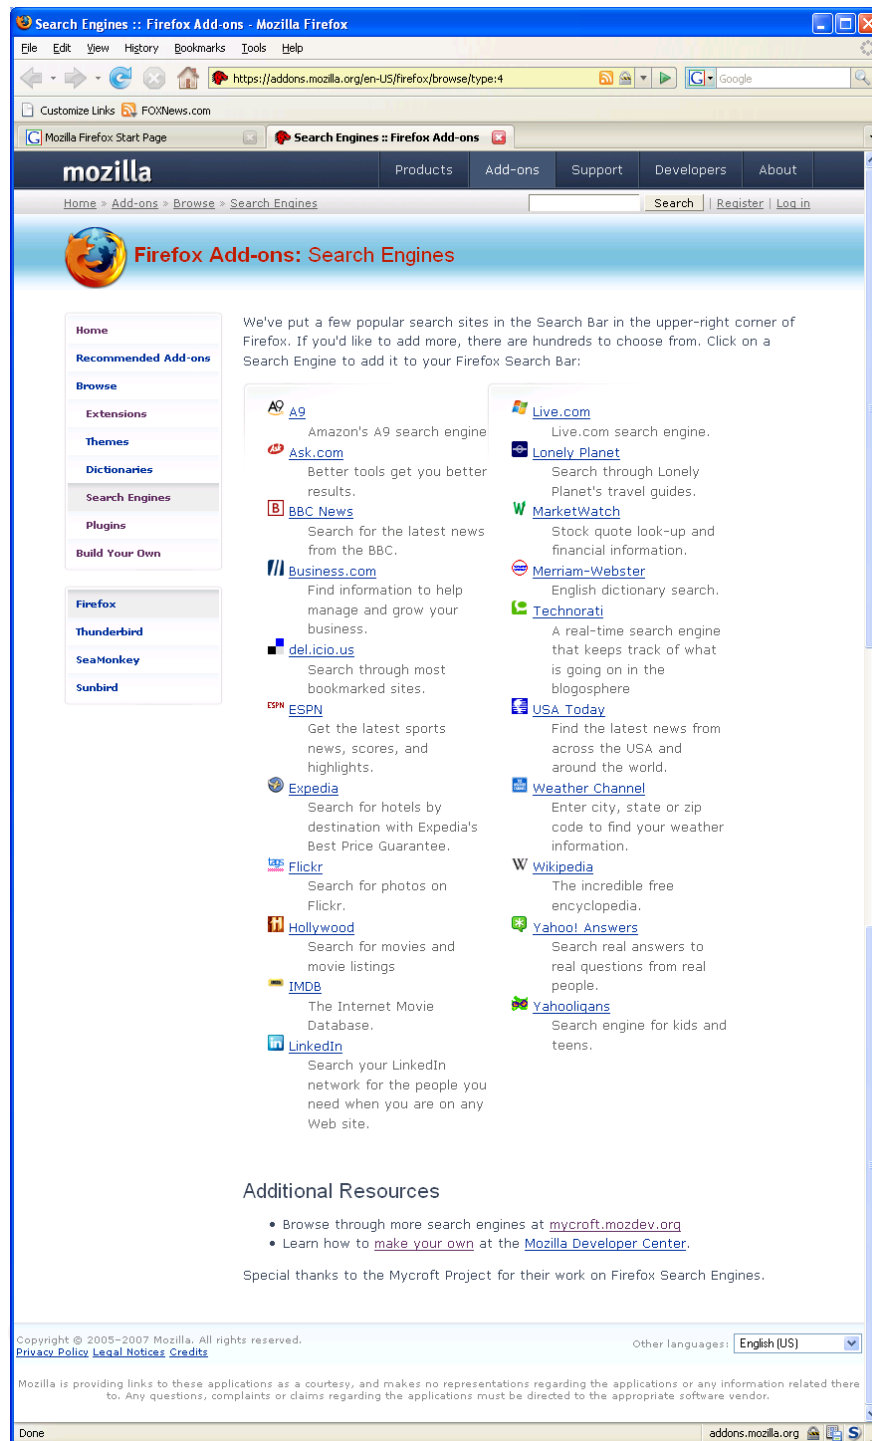 Search Engines :: Firefox Add-ons - Mozilla Firefox
File Edit View History Bookmarks Tools Help
https://addons.mozilla.org/en-US/firefox/browse/type:4
Google
Customize Links FOXNews.com
Mozilla Firefox Start Page
Search Engines :: Firefox Add-ons
mozilla
Products Add-ons Support Developers About
Home » Add-ons » Browse » Search Engines
Search | Register | Log in
Firefox Add-ons: Search Engines
Home
Recommended Add-ons
Browse
Extensions
Themes
Dictionaries
Search Engines
Plugins
Build Your Own
Firefox
Thunderbird
SeaMonkey
Sunbird
We've put a few popular search sites in the Search Bar in the upper-right corner of
Firefox. If you'd like to add more, there are hundreds to choose from. Click on a
Search Engine to add it to your Firefox Search Bar:
A9
Amazon's A9 search engine
Ask.com
Better tools get you better
results.
BBC News
Search for the latest news
from the BBC.
Business.com
Find information to help
manage and grow your
business.
del.icio.us
Search through most
bookmarked sites.
ESPN
ESPN
Get the latest sports
news, scores, and
highlights.
Expedia
Search for hotels by
destination with Expedia's
Best Price Guarantee.
tags
Flickr
Search for photos on
Flickr.
Hollywood
Search for movies and
movie listings
IMDB
The Internet Movie
Database.
in
LinkedIn
Search your LinkedIn
network for the people you
need when you are on any
Web site.
Live.com
Live.com search engine.
Lonely Planet
Search through Lonely
Planet's travel guides.
MarketWatch
Stock quote look-up and
financial information.
Merriam-Webster
English dictionary search.
Technorati
A real-time search engine
that keeps track of what
is going on in the
blogosphere
USA Today
Find the latest news from
across the USA and
around the world.
Weather Channel
Enter city, state or zip
code to find your weather
information.
W
Wikipedia
The incredible free
encyclopedia.
Yahoo! Answers
Search real answers to
real questions from real
people.
Yahooligans
Search engine for kids and
teens.
Additional Resources
• Browse through more search engines at mycroft.mozdev.org
• Learn how to make your own at the Mozilla Developer Center.
Special thanks to the Mycroft Project for their work on Firefox Search Engines.
Copyright © 2005-2007 Mozilla. All rights reserved.
Privacy Policy Legal Notices Credits
Other languages: English (US)
Mozilla is providing links to these applications as a courtesy, and makes no representations regarding the applications or any information related there
to. Any questions, complaints or claims regarding the applications must be directed to the appropriate software vendor.
Done
addons.mozilla.org